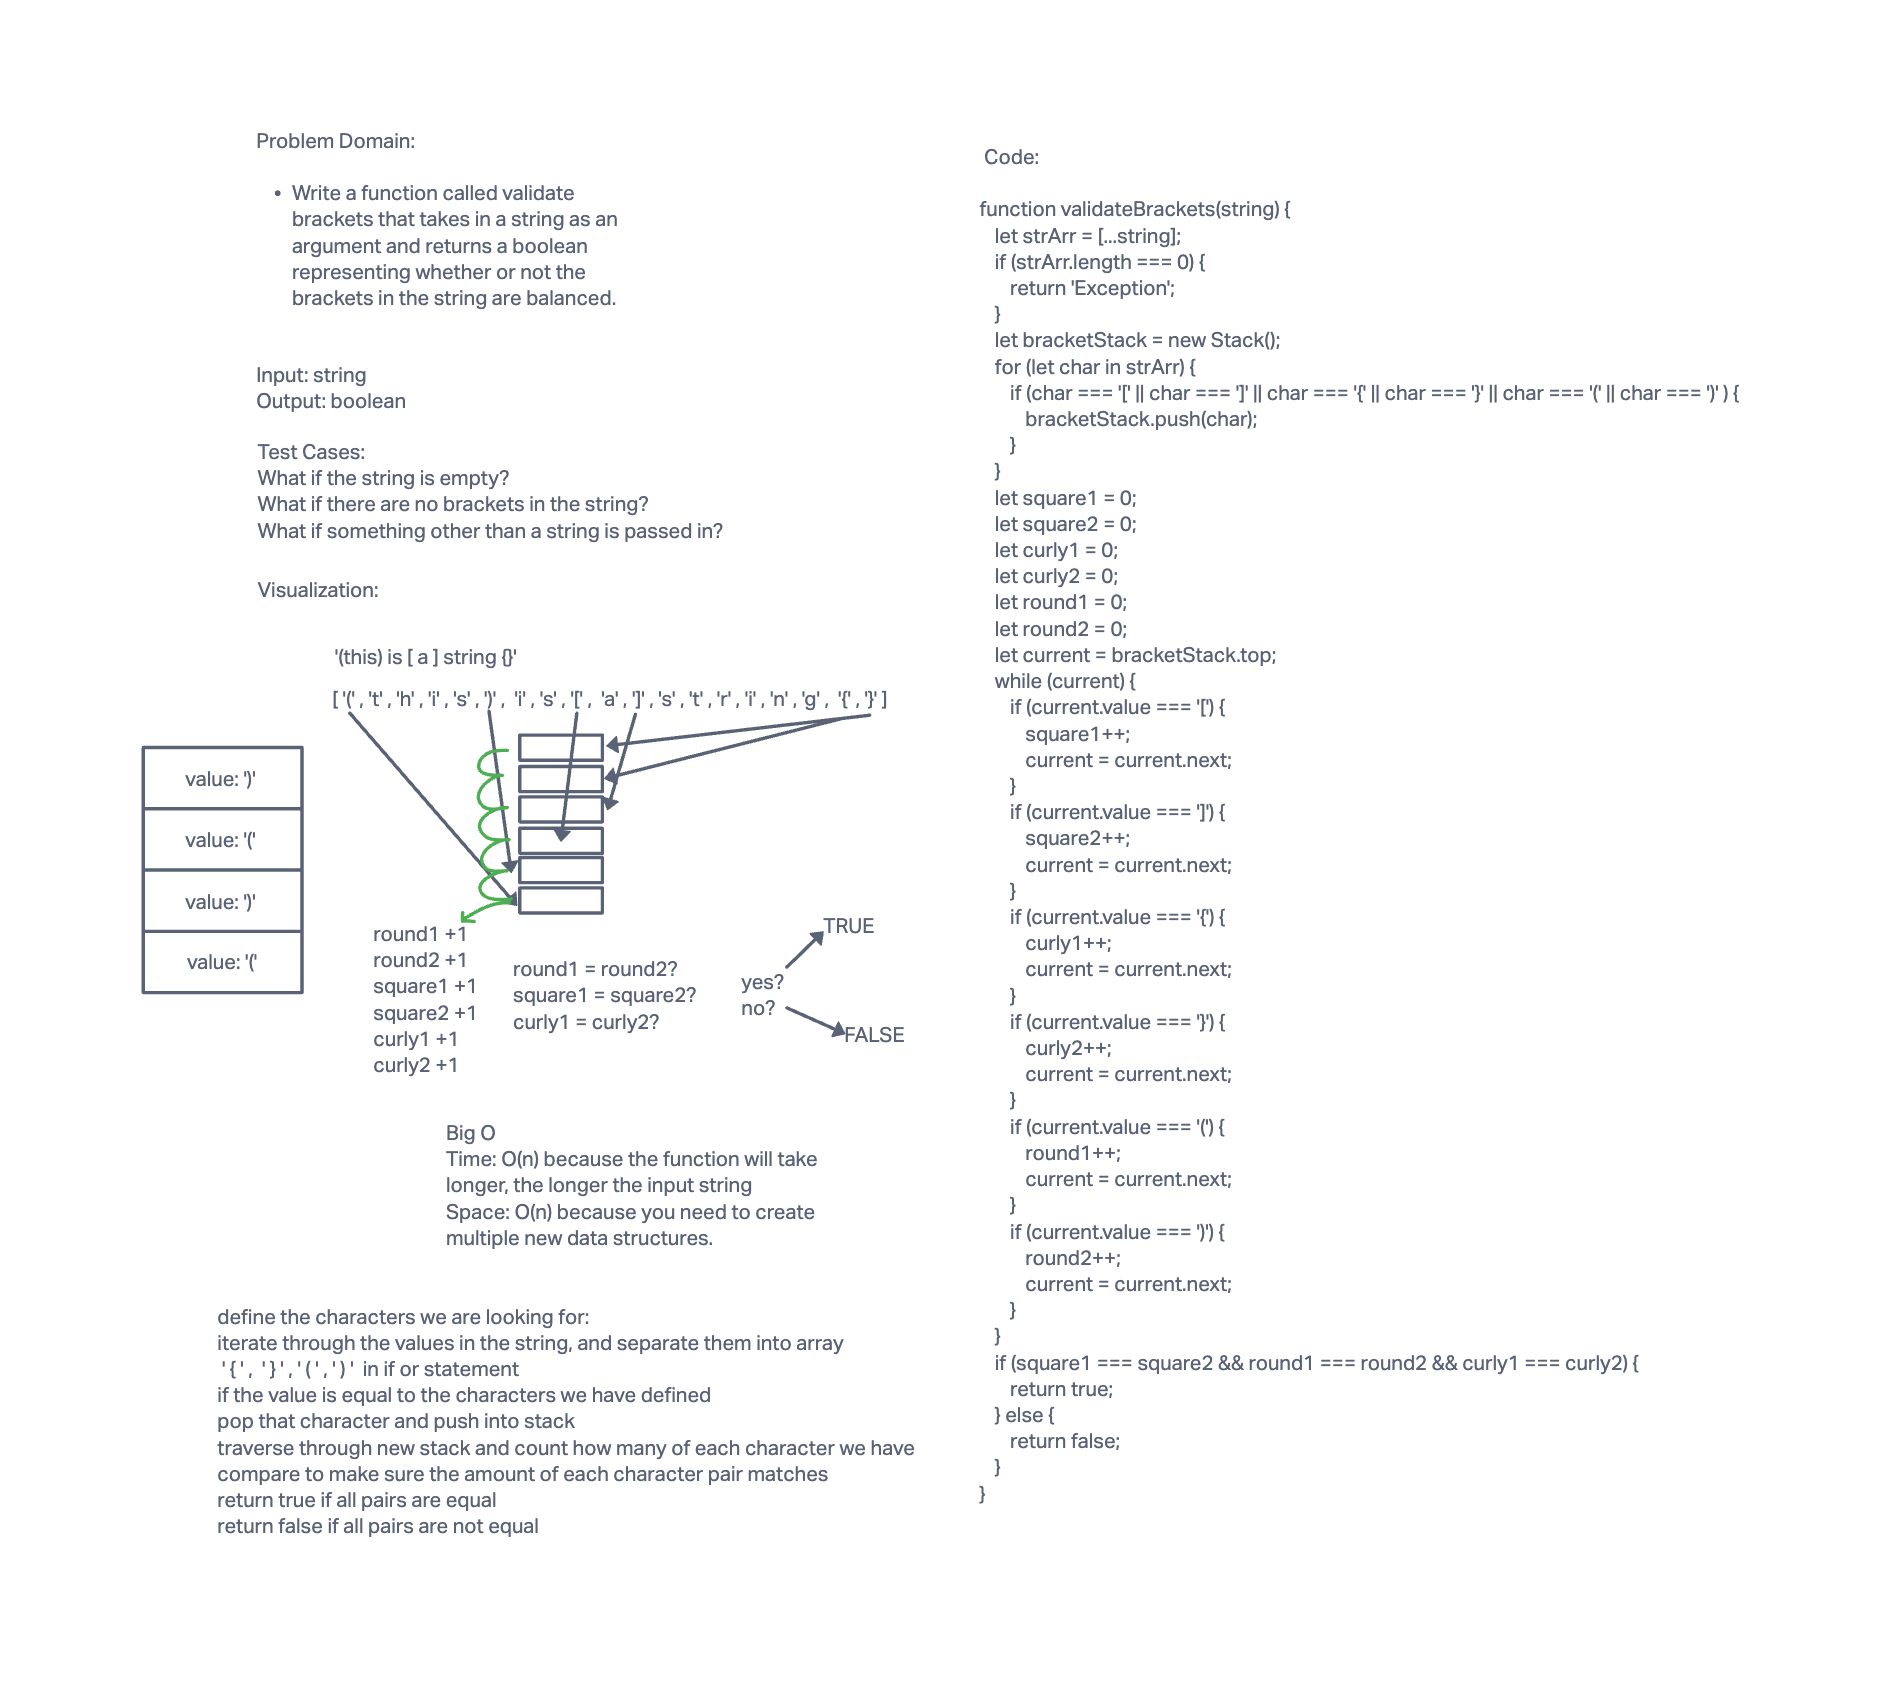 Problem Domain:
• Write a function called validate
brackets that takes in a string as an
argument and returns a boolean
representing whether or not the
brackets in the string are balanced.
Input: string
Output: boolean
Test Cases:
What if the string is empty?
What if there are no brackets in the string?
What if something other than a string is passed in?
Visualization:
'(this) is [ a ] string {}'
[ '(' , 't' , 'h' , 'i' , 's' , ')' , 'i' , 's' , '[' , 'a' , ']' , 's' , 't' , 'r' , 'i' , 'n' , 'g' , '{' , '}' ]
value: ')'
value: '('
value: ')'
value: '('
round1 +1
round2 +1
square1 +1
square2 +1
curly1 +1
curly2 +1
round1 = round2?
square1 = square2?
curly1 = curly2?
yes?
no?
TRUE
FALSE
Big O
Time: O(n) because the function will take
longer, the longer the input string
Space: O(n) because you need to create
multiple new data structures.
define the characters we are looking for:
iterate through the values in the string, and separate them into array
' { ' , ' } ' , ' ( ' , ' ) ' in if or statement
if the value is equal to the characters we have defined
pop that character and push into stack
traverse through new stack and count how many of each character we have
compare to make sure the amount of each character pair matches
return true if all pairs are equal
return false if all pairs are not equal
Code:
function validateBrackets(string) {
let strArr = [...string];
if (strArr.length === 0) {
return 'Exception';
}
let bracketStack = new Stack();
for (let char in strArr) {
if (char === '[' || char === ']' || char === '{' || char === '}' || char === '(' || char === ')' ) {
bracketStack.push(char);
}
}
let square1 = 0;
let square2 = 0;
let curly1 = 0;
let curly2 = 0;
let round1 = 0;
let round2 = 0;
let current = bracketStack.top;
while (current) {
if (current.value === '[') {
square1++;
current = current.next;
}
if (current.value === ']') {
square2++;
current = current.next;
}
if (current.value === '{') {
curly1++;
current = current.next;
}
if (current.value === '}') {
curly2++;
current = current.next;
}
if (current.value === '(') {
round1++;
current = current.next;
}
if (current.value === ')') {
round2++;
current = current.next;
}
}
if (square1 === square2 && round1 === round2 && curly1 === curly2) {
return true;
} else {
return false;
}
}